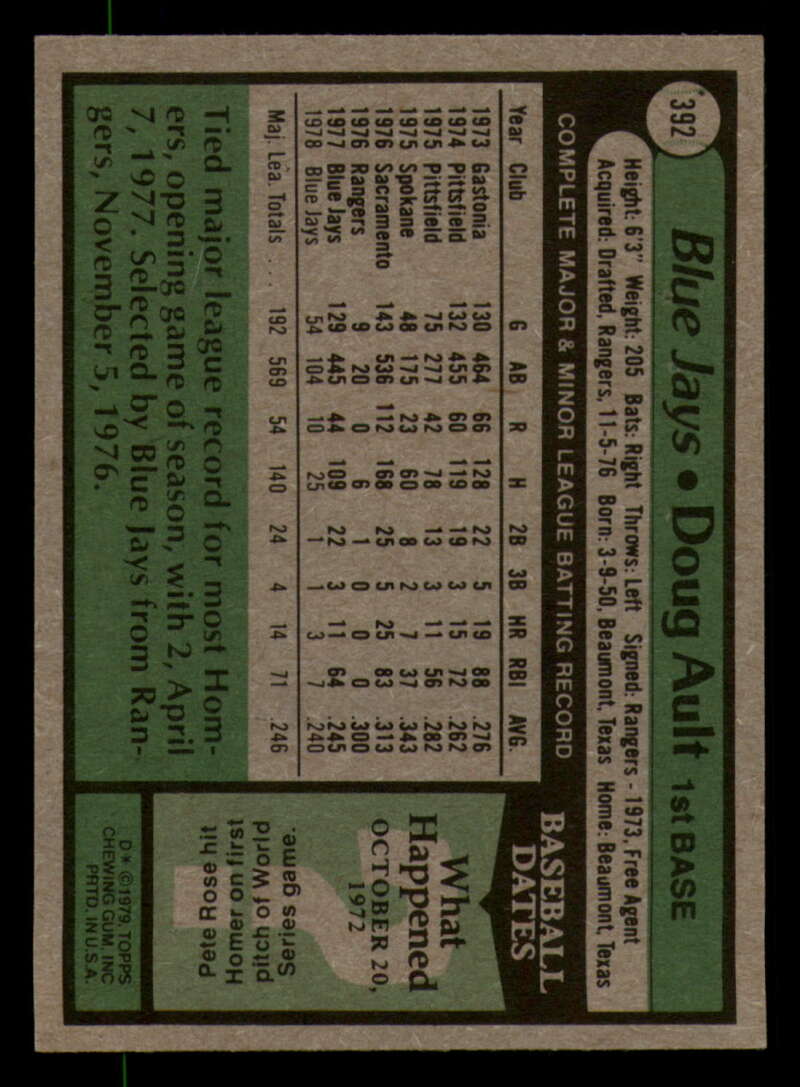 392
Blue Jays • Doug Ault 1st BASE
Height: 6'3" Weight: 205 Bats: Right Throws: Left Signed: Rangers - 1973, Free Agent
Acquired: Drafted, Rangers, 11-5-76 Born: 3-9-50, Beaumont, Texas Home: Beaumont, Texas
COMPLETE MAJOR & MINOR LEAGUE BATTING RECORD
Year Club G AB R H 2B 3B HR RBI AVG.
1973 Gastonia 130 464 66 128 22 5 19 88 .276
1974 Pittsfield 132 455 60 119 19 3 15 72 .262
1975 Pittsfield 75 277 42 78 13 3 11 56 .282
1975 Spokane 48 175 23 60 8 2 7 37 .343
1976 Sacramento 143 536 112 168 25 5 25 83 .313
1976 Rangers 9 20 0 6 1 0 0 0 .300
1977 Blue Jays 129 445 44 109 22 3 11 64 .245
1978 Blue Jays 54 104 10 25 1 1 3 7 .240
Maj. Lea. Totals .... 192 569 54 140 24 4 14 71 .246
Tied major league record for most Hom-
ers, opening game of season, with 2, April
7, 1977. Selected by Blue Jays from Ran-
gers, November 5, 1976.
BASEBALL
DATES
What
Happened
OCTOBER 20,
1972
Pete Rose hit
Homer on first
pitch of World
Series game.
D* ©1979, TOPPS
CHEWING GUM, INC
PRTD. IN U.S.A.